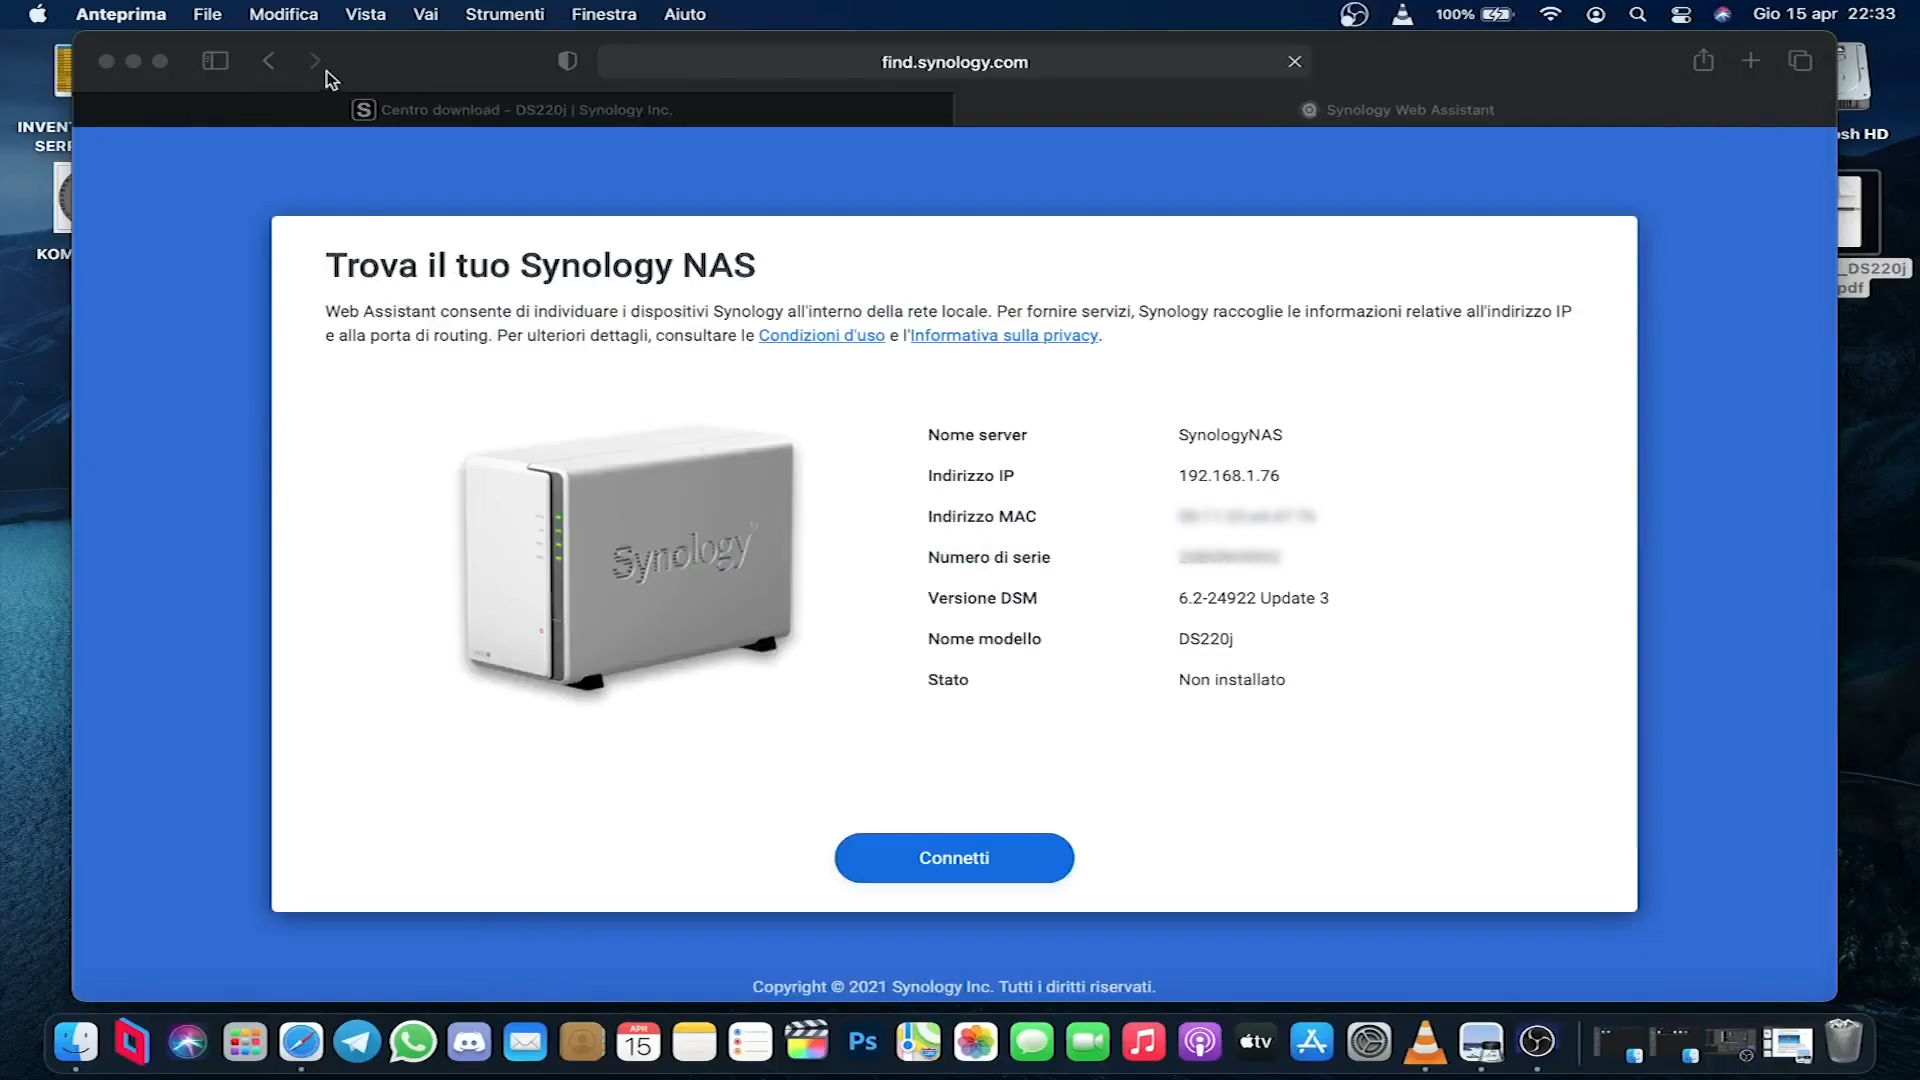 Anteprima File Modifica Vista Vai Strumenti Finestra Aiuto 100% Gio 15 apr 22:33
find.synology.com
S Centro download - DS220j | Synology Inc.
Synology Web Assistant
INVENT
SERF
KOM
sh HD
_DS220j
pdf
Trova il tuo Synology NAS
Web Assistant consente di individuare i dispositivi Synology all'interno della rete locale. Per fornire servizi, Synology raccoglie le informazioni relative all'indirizzo IP
e alla porta di routing. Per ulteriori dettagli, consultare le Condizioni d'uso e l'Informativa sulla privacy.
Synology
Nome server SynologyNAS
Indirizzo IP 192.168.1.76
Indirizzo MAC
Numero di serie
Versione DSM 6.2-24922 Update 3
Nome modello DS220j
Stato Non installato
Connetti
Copyright © 2021 Synology Inc. Tutti i diritti riservati.
APR
15
Ps
tv